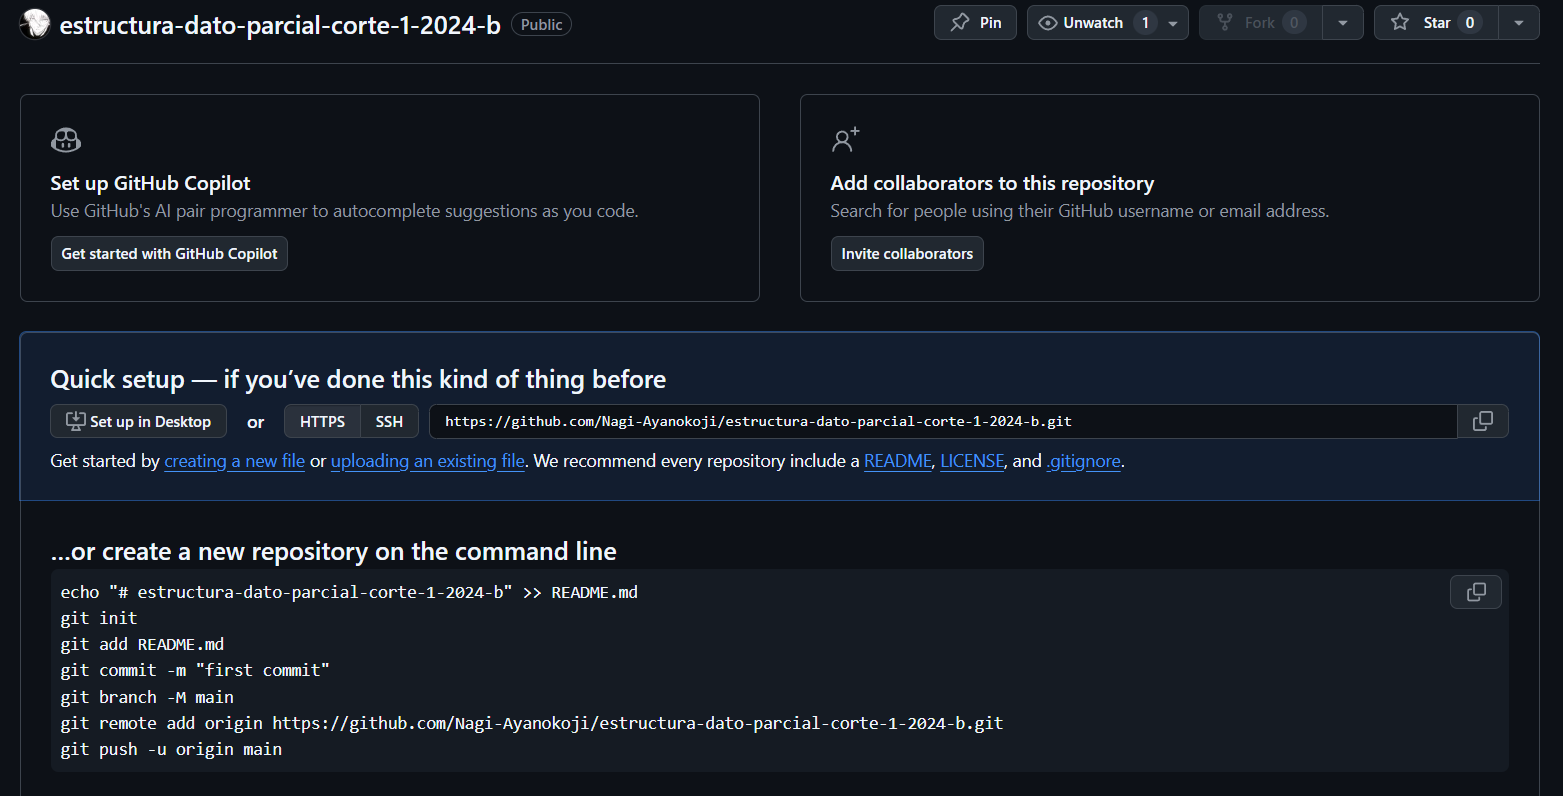 estructura-dato-parcial-corte-1-2024-b Public Pin Unwatch 1 Fork 0 Star 0
Set up GitHub Copilot
Use GitHub's AI pair programmer to autocomplete suggestions as you code.
Get started with GitHub Copilot
Add collaborators to this repository
Search for people using their GitHub username or email address.
Invite collaborators
Quick setup — if you’ve done this kind of thing before
Set up in Desktop or HTTPS SSH https://github.com/Nagi-Ayanokoji/estructura-dato-parcial-corte-1-2024-b.git
Get started by creating a new file or uploading an existing file. We recommend every repository include a README, LICENSE, and .gitignore.
…or create a new repository on the command line
echo "# estructura-dato-parcial-corte-1-2024-b" >> README.md
git init
git add README.md
git commit -m "first commit"
git branch -M main
git remote add origin https://github.com/Nagi-Ayanokoji/estructura-dato-parcial-corte-1-2024-b.git
git push -u origin main